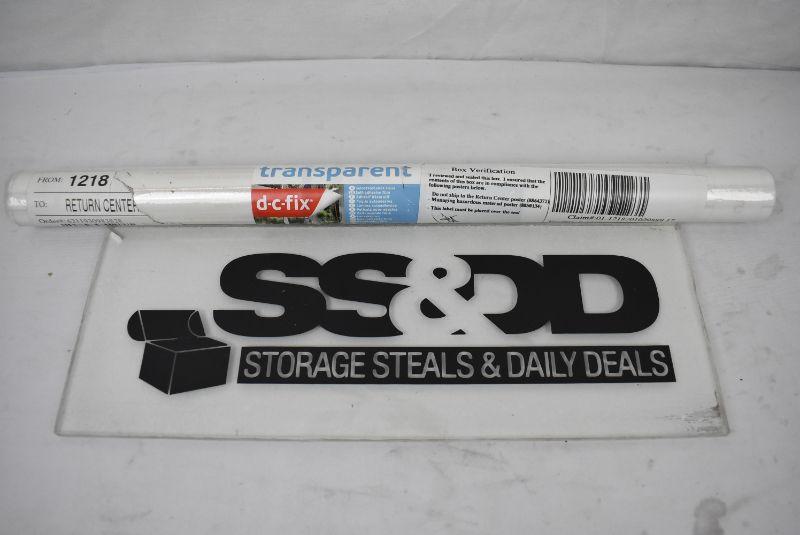 FROM: 1218
TO: RETURN CENTER
transparent
d-c-fix®
Box Verification
I reviewed and sealed this box. I ensured that the
contents of this box are in compliance with the
following posters below.
- Do not ship to the Return Center poster
- Managing hazardous material poster (8850134)
- This label must be placed over the seal
SS&DD
STORAGE STEALS & DAILY DEALS